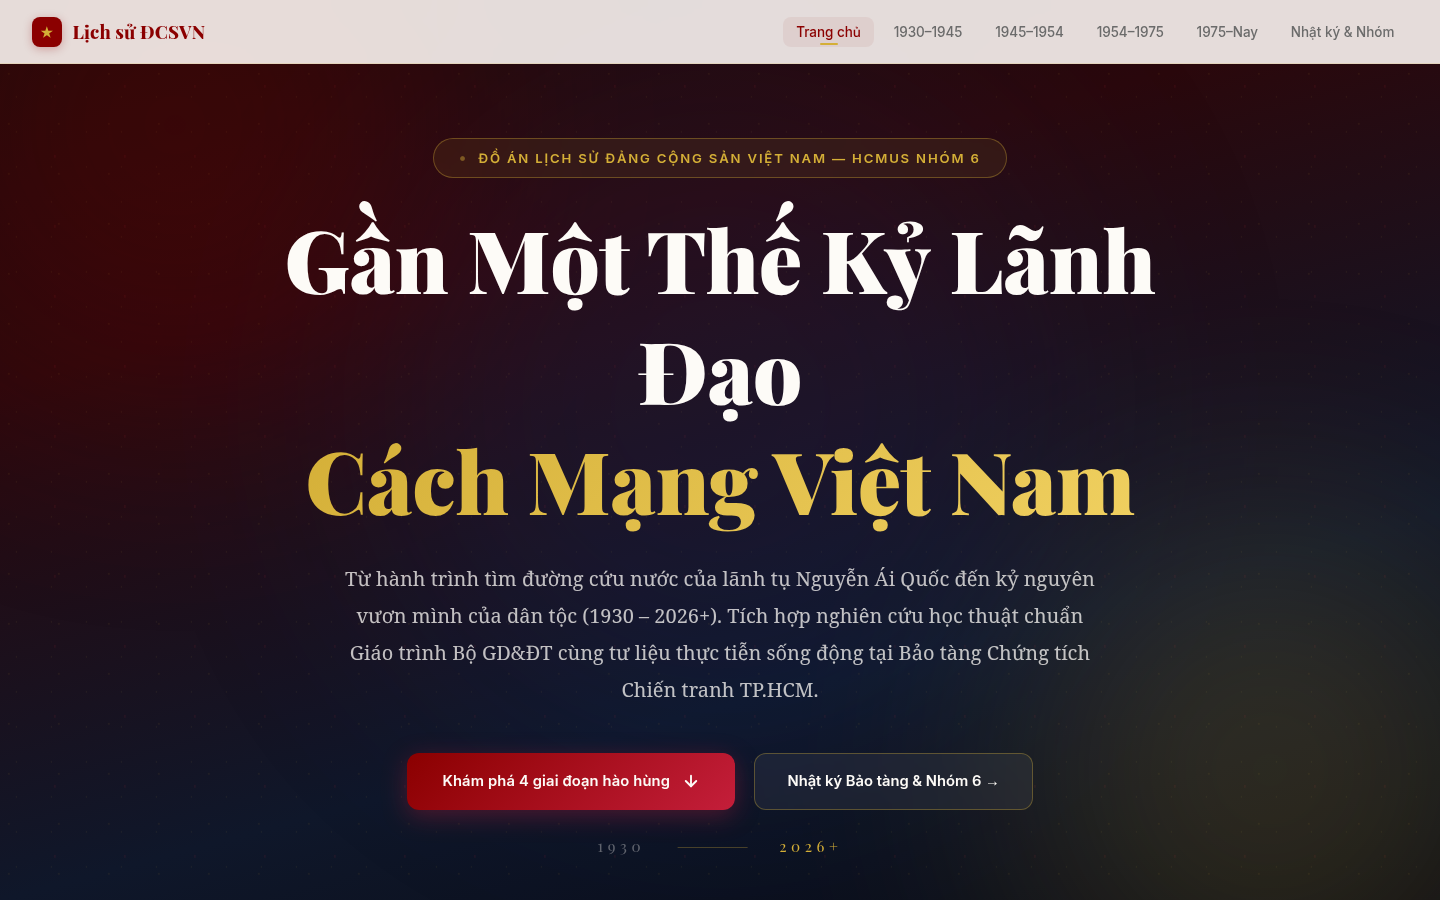 Lịch sử ĐCSVN
Trang chủ
1930–1945
1945–1954
1954–1975
1975–Nay
Nhật ký & Nhóm
ĐỒ ÁN LỊCH SỬ ĐẢNG CỘNG SẢN VIỆT NAM — HCMUS NHÓM 6
Gần Một Thế Kỷ Lãnh
Đạo
Cách Mạng Việt Nam
Từ hành trình tìm đường cứu nước của lãnh tụ Nguyễn Ái Quốc đến kỷ nguyên
vươn mình của dân tộc (1930 – 2026+). Tích hợp nghiên cứu học thuật chuẩn
Giáo trình Bộ GD&ĐT cùng tư liệu thực tiễn sống động tại Bảo tàng Chứng tích
Chiến tranh TP.HCM.
Khám phá 4 giai đoạn hào hùng ↓
Nhật ký Bảo tàng & Nhóm 6 →
1930
2026+